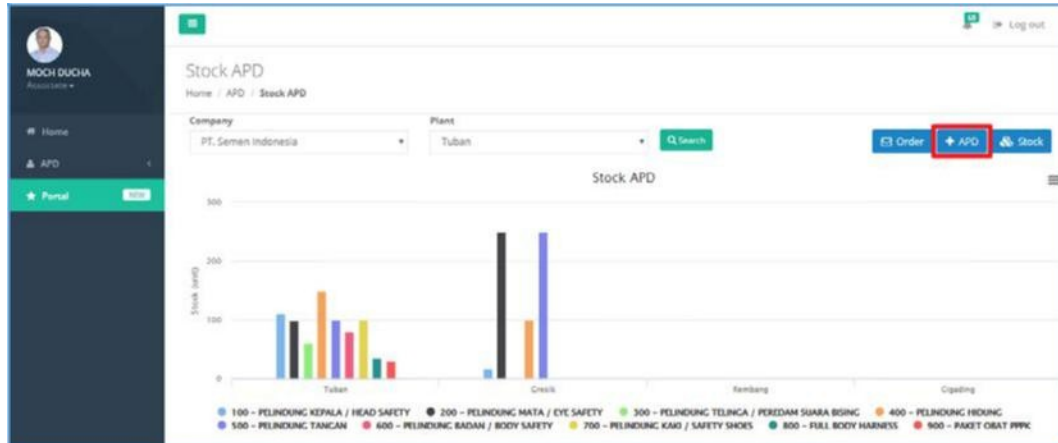 Log out
MOCH DUCHA
Associate
Stock APD
Home / APD / Stock APD
Home
APD
Portal NEW
Company Plant
PT. Semen Indonesia Tuban Search Order APD Stock
Stock APD
Stock (unit)
300
200
100
0
Tuban Gresik Rembang Cigading
100 - PELINDUNG KEPALA / HEAD SAFETY 200 - PELINDUNG MATA / EYE SAFETY 300 - PELINDUNG TELINGA / PEREDAM SUARA BISING 400 - PELINDUNG HIDUNG
500 - PELINDUNG TANGAN 600 - PELINDUNG BADAN / BODY SAFETY 700 - PELINDUNG KAKI / SAFETY SHOES 800 - FULL BODY HARNESS 900 - PAKET OBAT PPPK